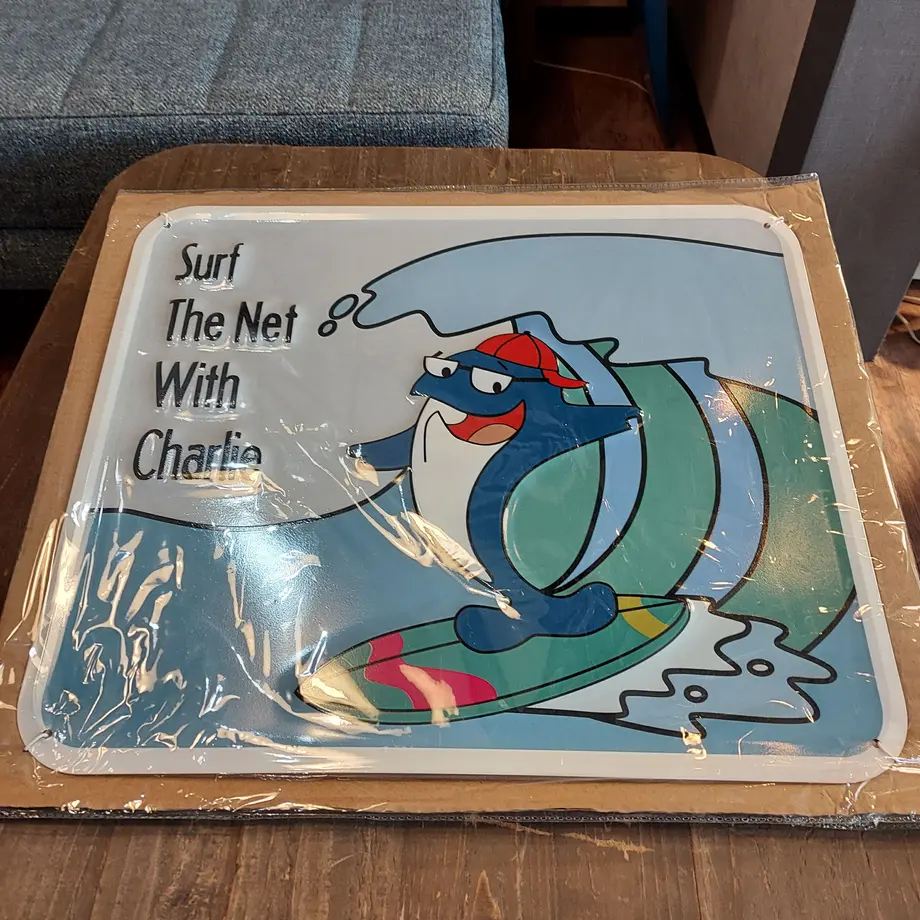 Surf
The Net
With
Charlie